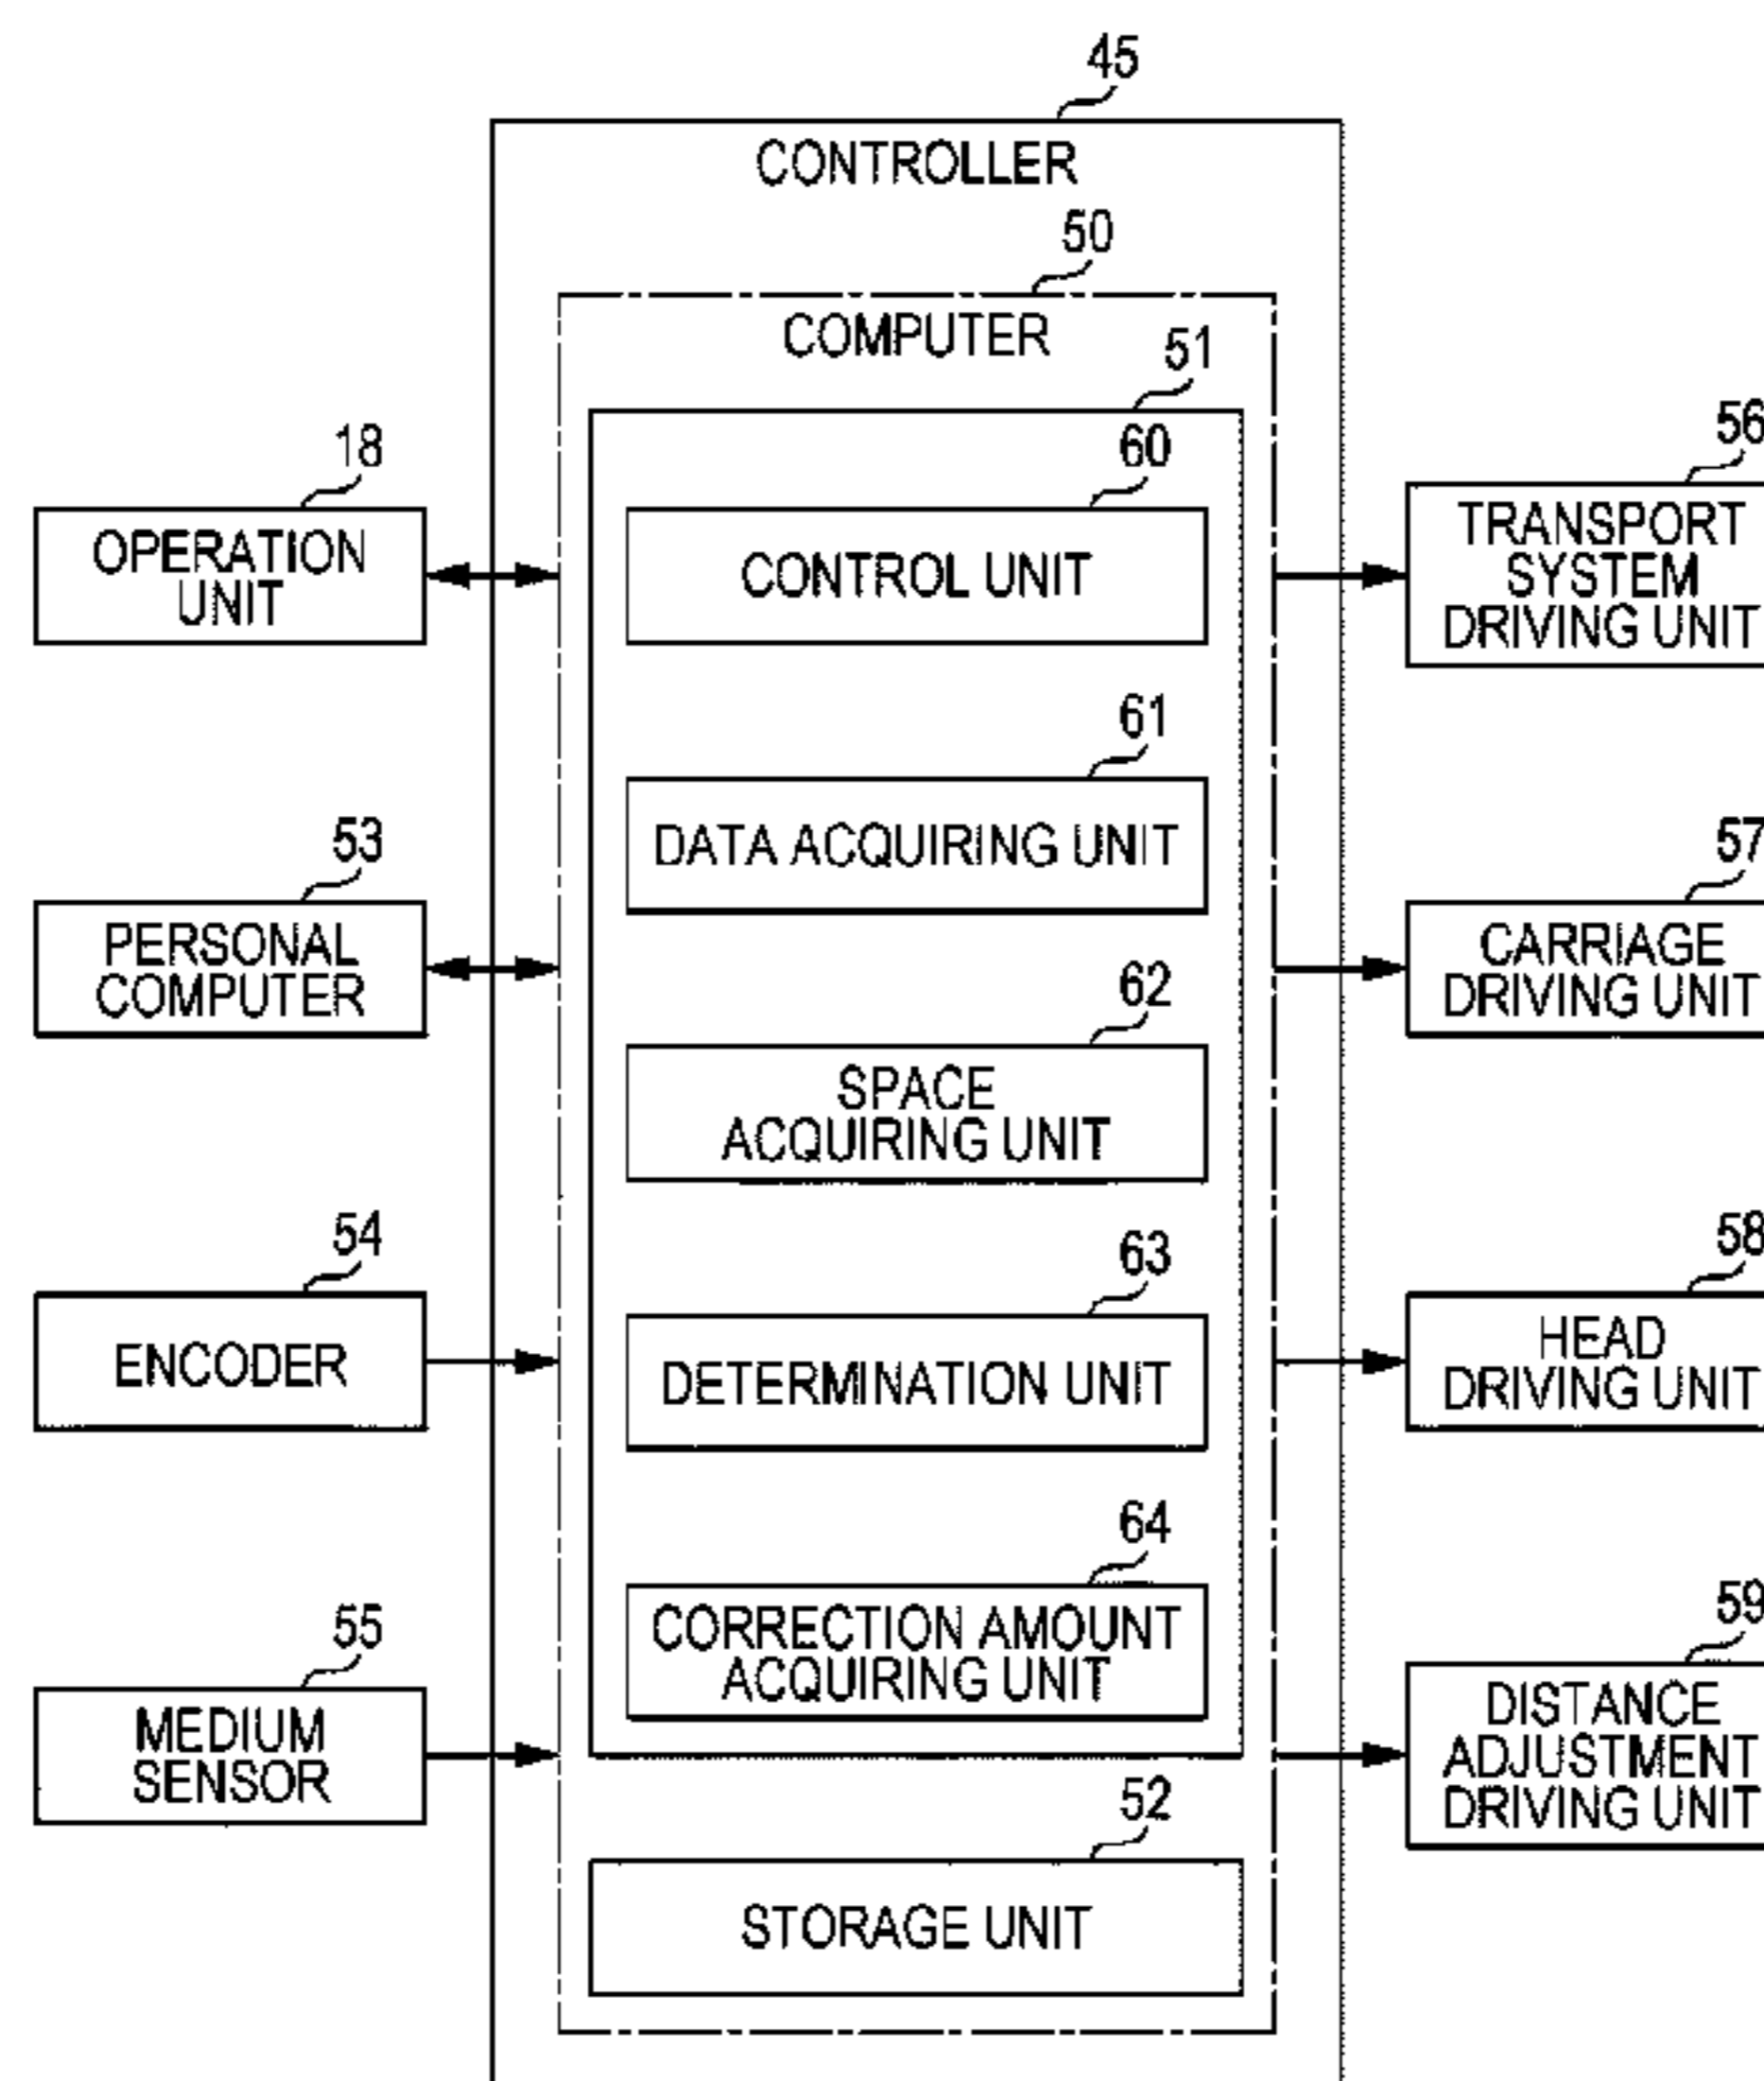 45
CONTROLLER
50
COMPUTER
51
18
OPERATION
UNIT
60
CONTROL UNIT
56
TRANSPORT
SYSTEM
DRIVING UNIT
61
DATA ACQUIRING UNIT
53
PERSONAL
COMPUTER
57
CARRIAGE
DRIVING UNIT
62
SPACE
ACQUIRING UNIT
54
ENCODER
63
DETERMINATION UNIT
58
HEAD
DRIVING UNIT
64
CORRECTION AMOUNT
ACQUIRING UNIT
55
MEDIUM
SENSOR
59
DISTANCE
ADJUSTMENT
DRIVING UNIT
52
STORAGE UNIT